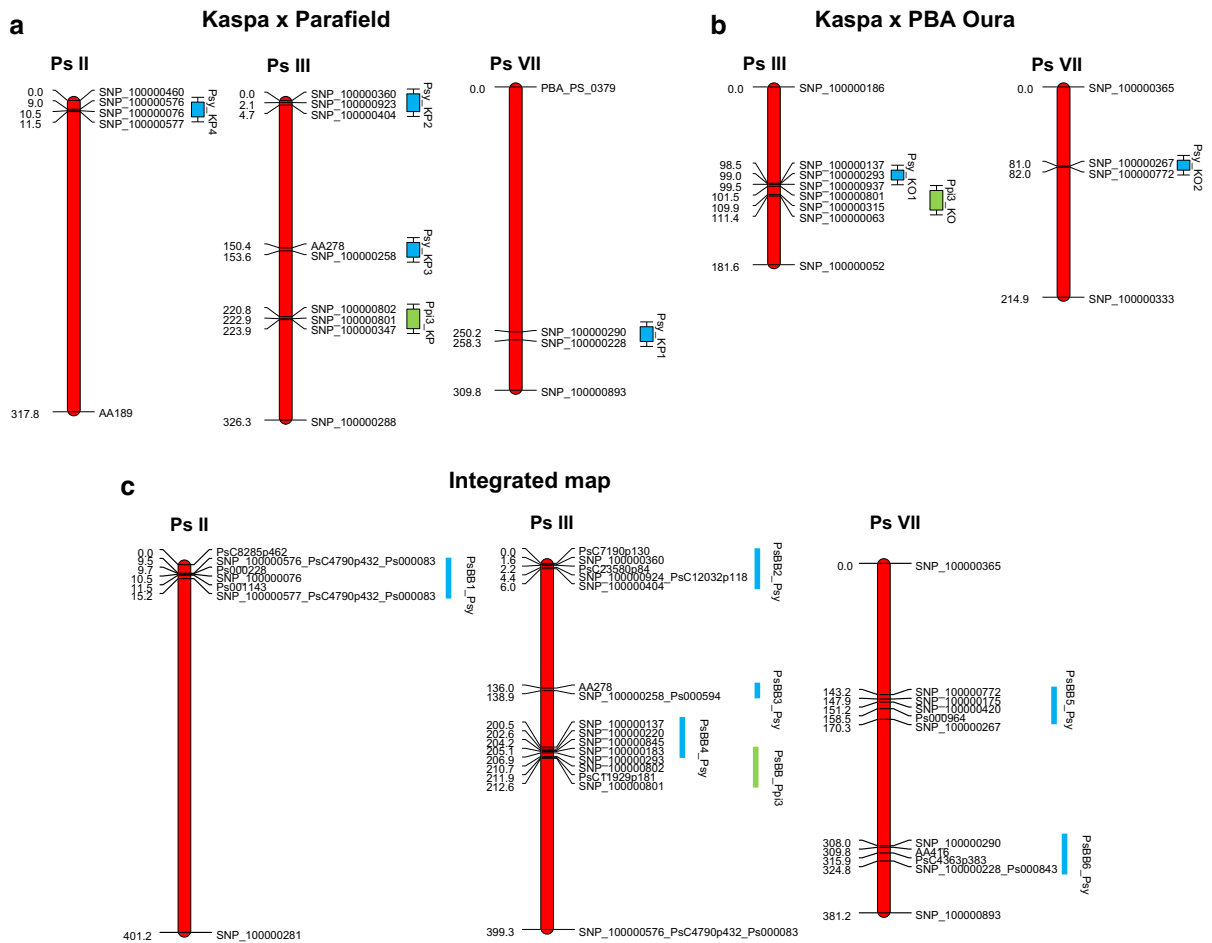 a
Kaspa x Parafield
Ps II
0.0 SNP_100000460
9.0 SNP_100000576
10.5 SNP_100000076
11.5 SNP_100000577
Psy_KP4
317.8 AA189
Ps III
0.0 SNP_100000360
2.1 SNP_100000923
4.7 SNP_100000404
Psy_KP2
150.4 AA278
153.6 SNP_100000258
Psy_KP3
220.8 SNP_100000802
222.9 SNP_100000801
223.9 SNP_100000347
Ppi3_KP
326.3 SNP_100000288
Ps VII
0.0 PBA_PS_0379
250.2 SNP_100000290
258.3 SNP_100000228
Psy_KP1
309.8 SNP_100000893
b
Kaspa x PBA Oura
Ps III
0.0 SNP_100000186
98.5 SNP_100000137
99.0 SNP_100000293
99.5 SNP_100000937
101.5 SNP_100000801
109.9 SNP_100000315
111.4 SNP_100000063
Psy_KO1
Ppi3_KO
181.6 SNP_100000052
Ps VII
0.0 SNP_100000365
81.0 SNP_100000267
82.0 SNP_100000772
Psy_KO2
214.9 SNP_100000333
c
Integrated map
Ps II
0.0 PsC8285p462
9.5 SNP_100000576_PsC4790p432_Ps000083
9.7 Ps000228
10.5 SNP_100000076
11.5 Ps001143
15.2 SNP_100000577_PsC4790p432_Ps000083
PsBB1_Psy
401.2 SNP_100000281
Ps III
0.0 PsC7190p130
1.6 SNP_100000360
2.2 PsC23580p84
4.4 SNP_100000924_PsC12032p118
6.0 SNP_100000404
PsBB2_Psy
136.0 AA278
138.9 SNP_100000258_Ps000594
PsBB3_Psy
200.5 SNP_100000137
202.6 SNP_100000220
204.2 SNP_100000845
205.1 SNP_100000183
206.9 SNP_100000293
210.7 SNP_100000802
211.9 PsC11929p181
212.6 SNP_100000801
PsBB4_Psy
PsBB_Ppi3
399.3 SNP_100000576_PsC4790p432_Ps000083
Ps VII
0.0 SNP_100000365
143.2 SNP_100000772
147.9 SNP_100000175
151.2 SNP_100000420
158.5 Ps000964
170.3 SNP_100000267
PsBB5_Psy
308.0 SNP_100000290
309.8 AA416
315.9 PsC4363p383
324.8 SNP_100000228_Ps000843
PsBB6_Psy
381.2 SNP_100000893